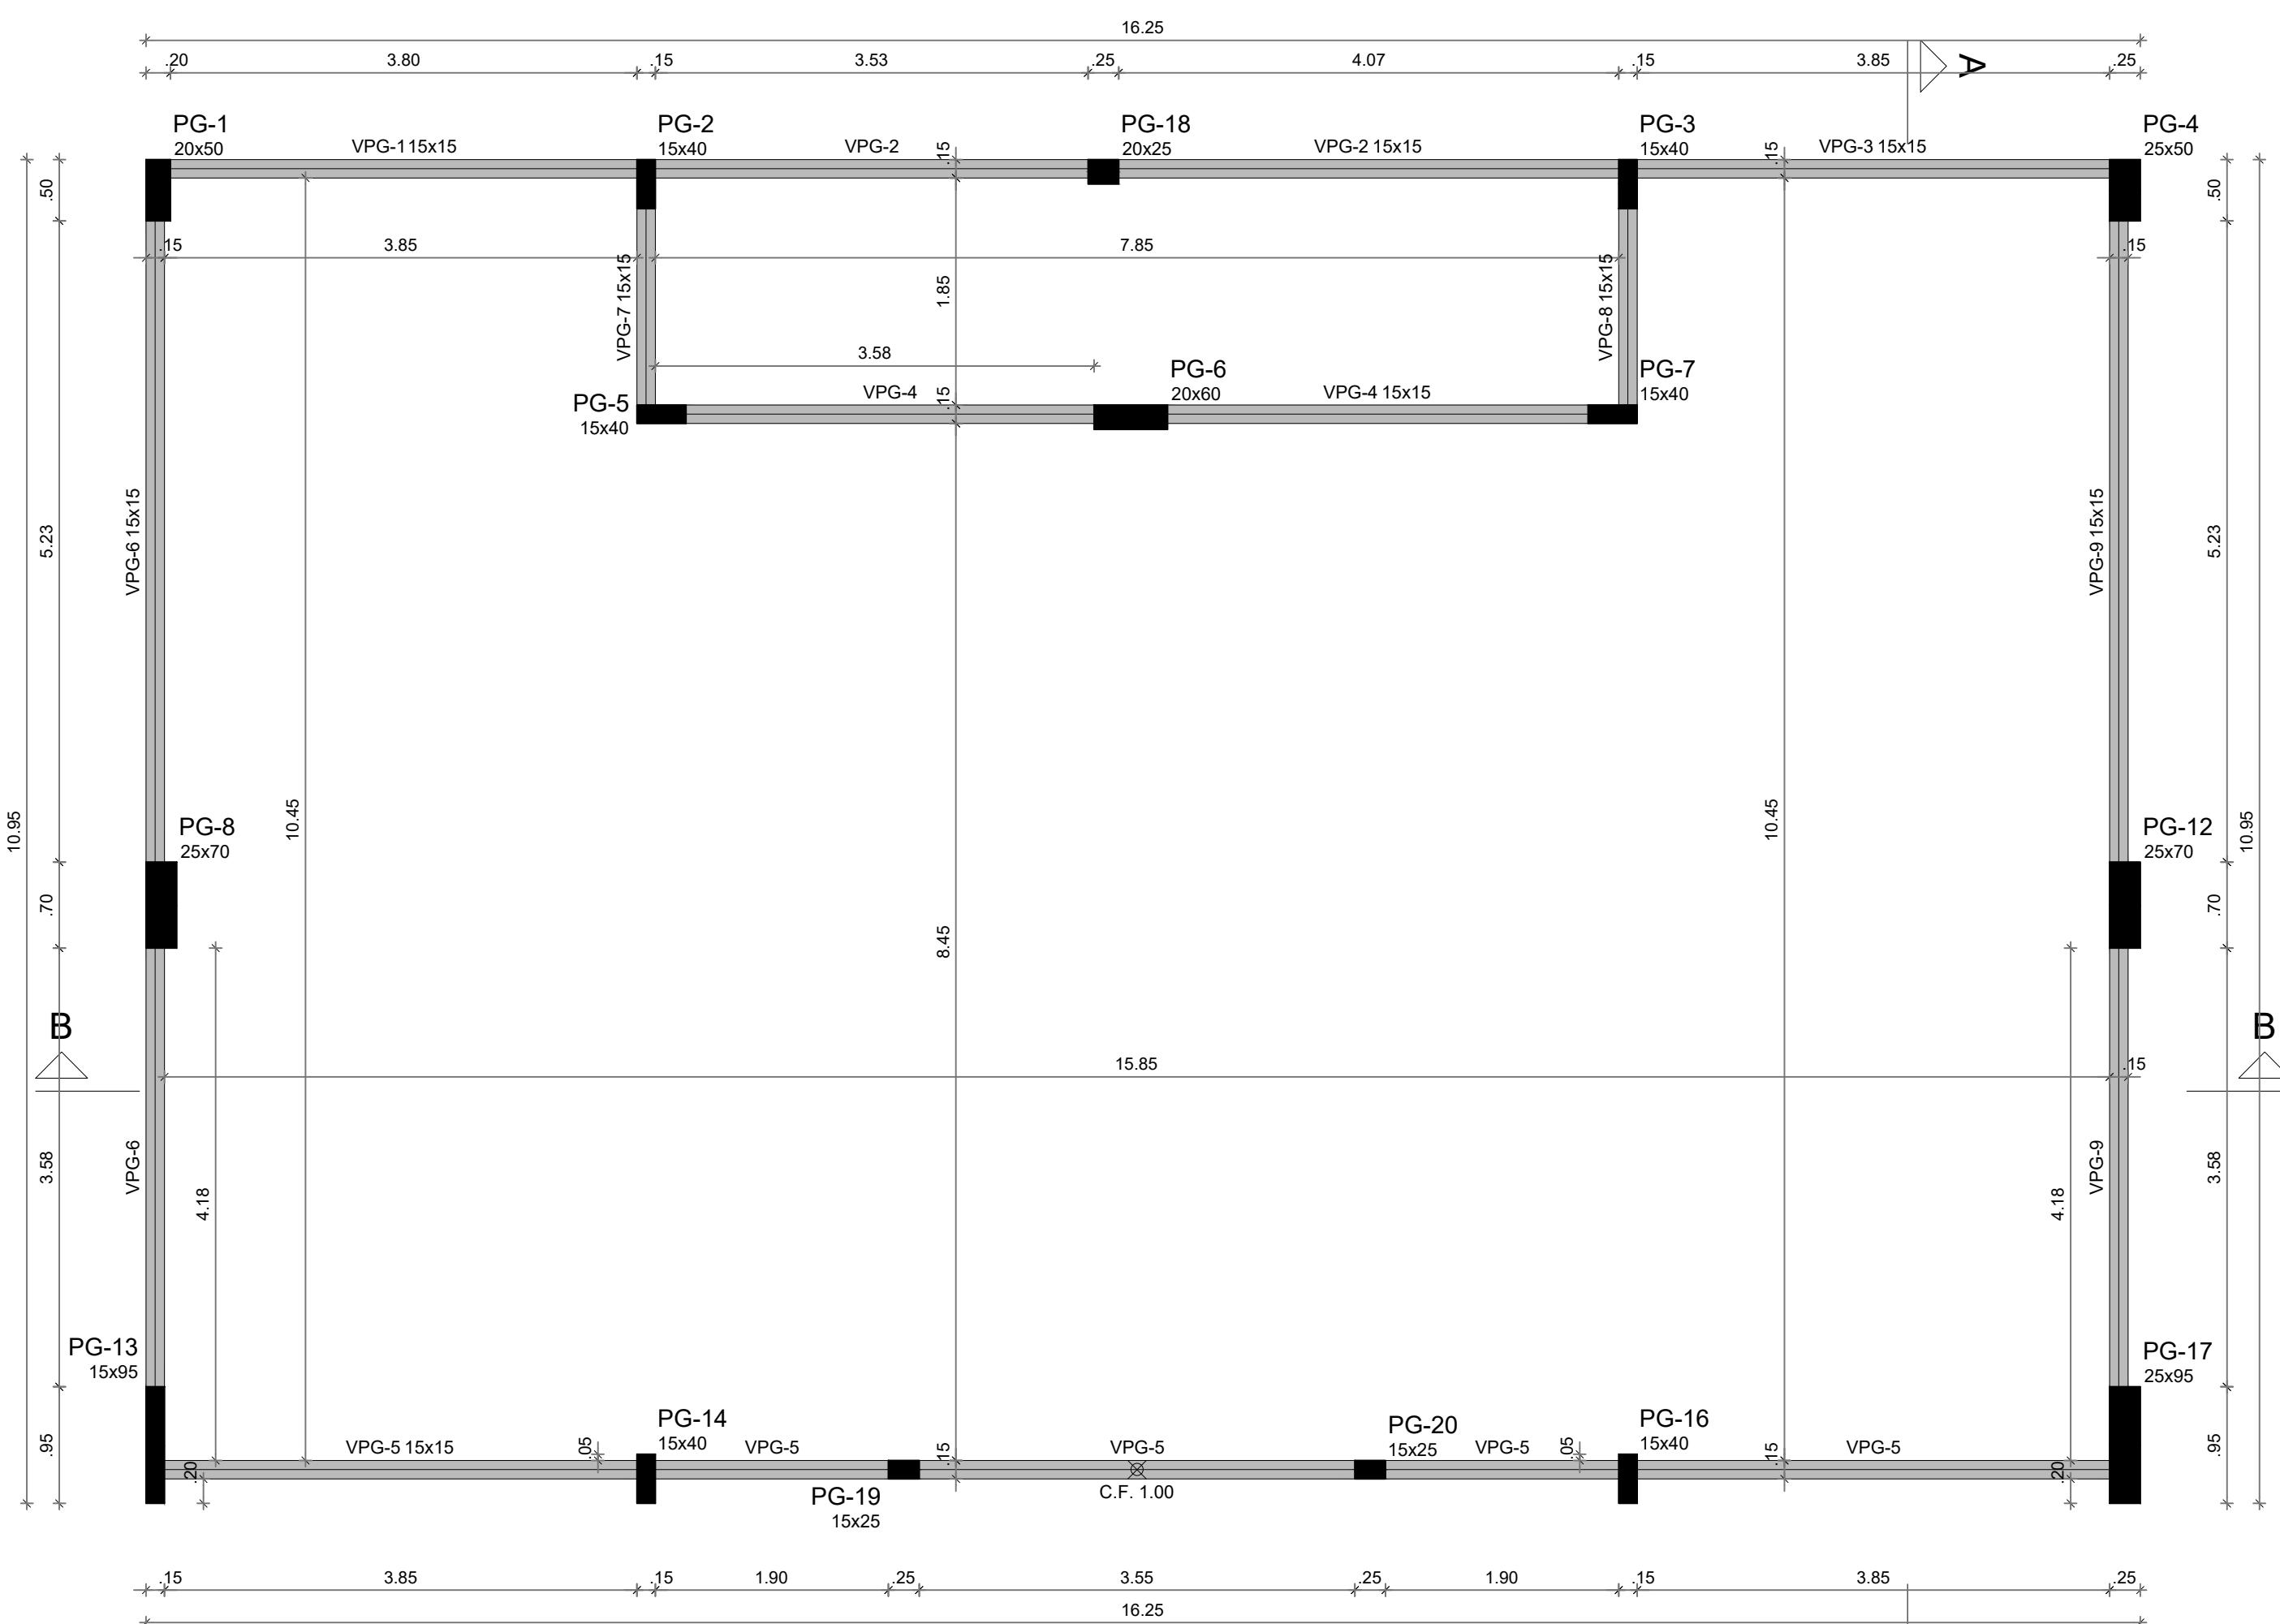 16.25
.20 3.80 .15 3.53 .25 4.07 .15 3.85 .25
A
PG-1
20x50
VPG-115x15
PG-2
15x40
VPG-2
.15
PG-18
20x25
VPG-2 15x15
PG-3
15x40
.15
VPG-3 15x15
PG-4
25x50
.50
.50
.15
3.85
7.85
.15
VPG-7 15x15
1.85
VPG-8 15x15
3.58
PG-5
15x40
VPG-4
.15
PG-6
20x60
VPG-4 15x15
PG-7
15x40
5.23
VPG-6 15x15
VPG-9 15x15
5.23
10.95
10.45
10.45
10.95
PG-8
25x70
PG-12
25x70
.70
8.45
.70
B
B
15.85
.15
3.58
VPG-6
4.18
4.18
VPG-9
3.58
PG-13
15x95
PG-17
25x95
.95
.20
VPG-5 15x15
.05
PG-14
15x40
VPG-5
PG-19
15x25
.15
VPG-5
C.F. 1.00
PG-20
15x25
VPG-5
.05
PG-16
15x40
.15
VPG-5
.20
.95
.15 3.85 .15 1.90 .25 3.55 .25 1.90 .15 3.85 .25
16.25